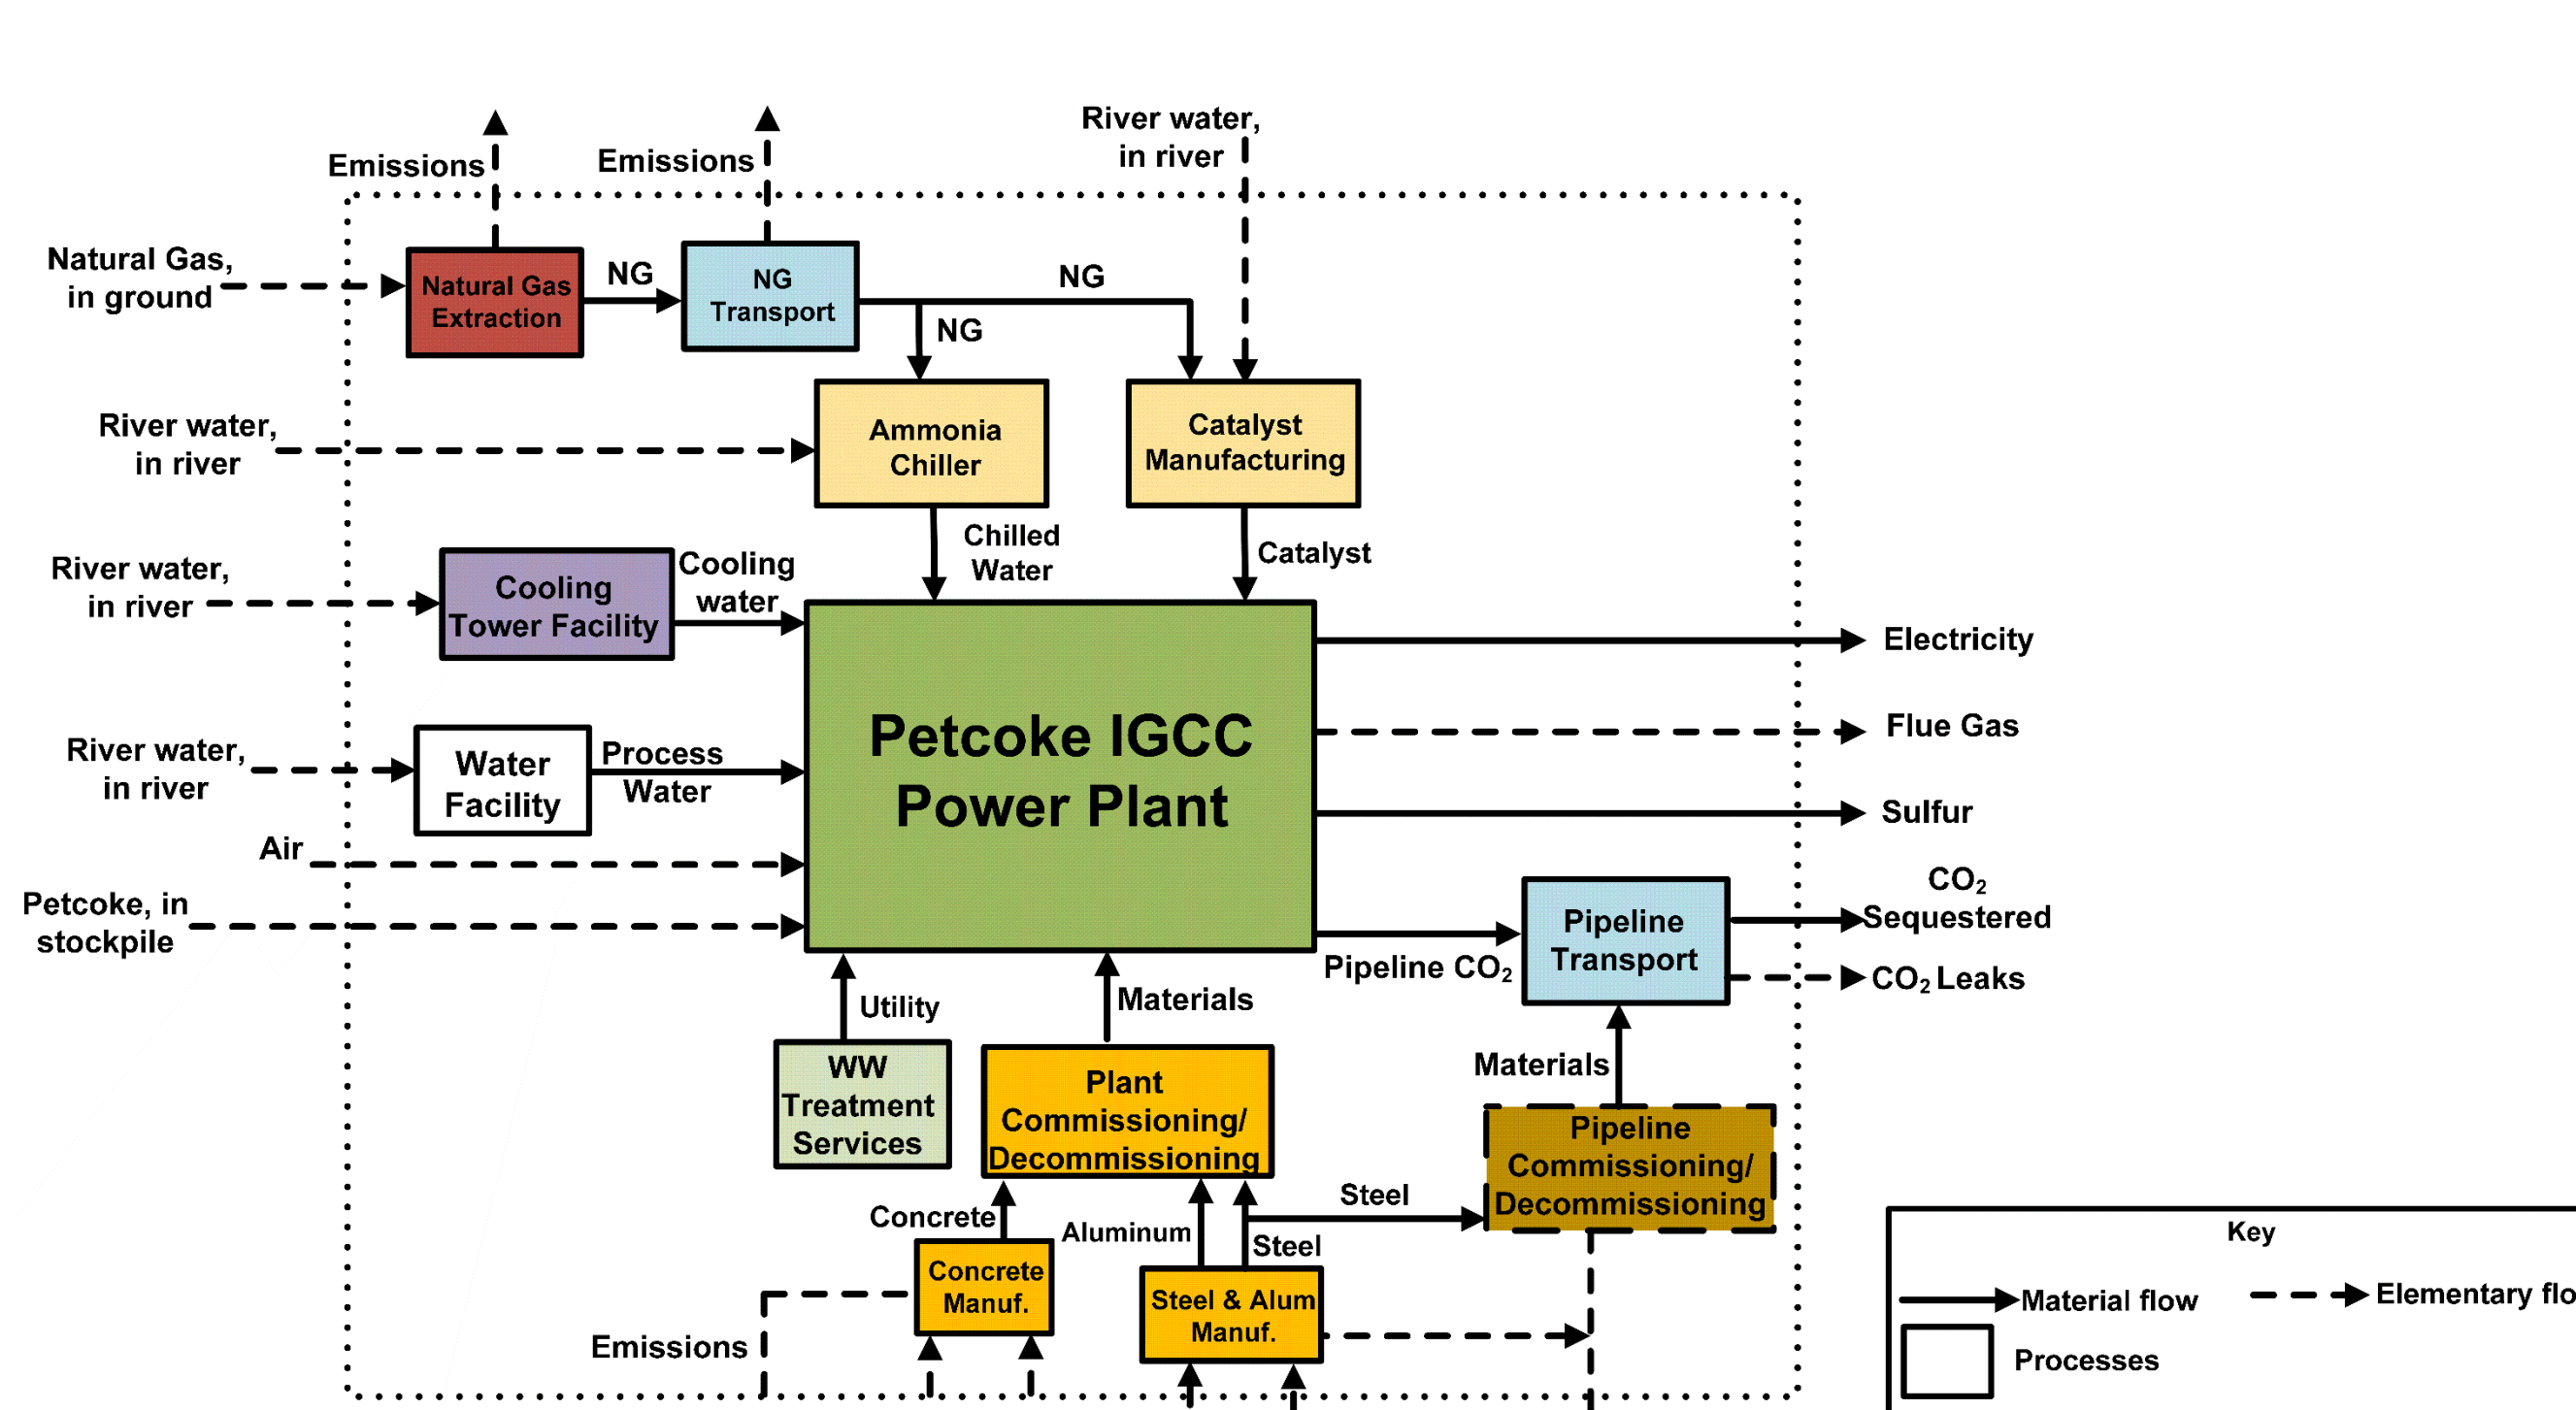 Emissions
Emissions
River water,
in river
Natural Gas,
in ground
Natural Gas
Extraction
NG
NG
Transport
NG
NG
River water,
in river
Ammonia
Chiller
Catalyst
Manufacturing
Chilled
Water
Catalyst
River water,
in river
Cooling
Tower Facility
Cooling
water
River water,
in river
Water
Facility
Process
Water
Air
Petcoke, in
stockpile
Petcoke IGCC
Power Plant
Electricity
Flue Gas
Sulfur
CO₂
Sequestered
CO₂ Leaks
Pipeline
Transport
Pipeline CO₂
Utility
Materials
WW
Treatment
Services
Plant
Commissioning/
Decommissioning
Materials
Pipeline
Commissioning/
Decommissioning
Steel
Concrete
Aluminum
Steel
Concrete
Manuf.
Steel & Alum
Manuf.
Emissions
Key
Material flow
Elementary flo
Processes